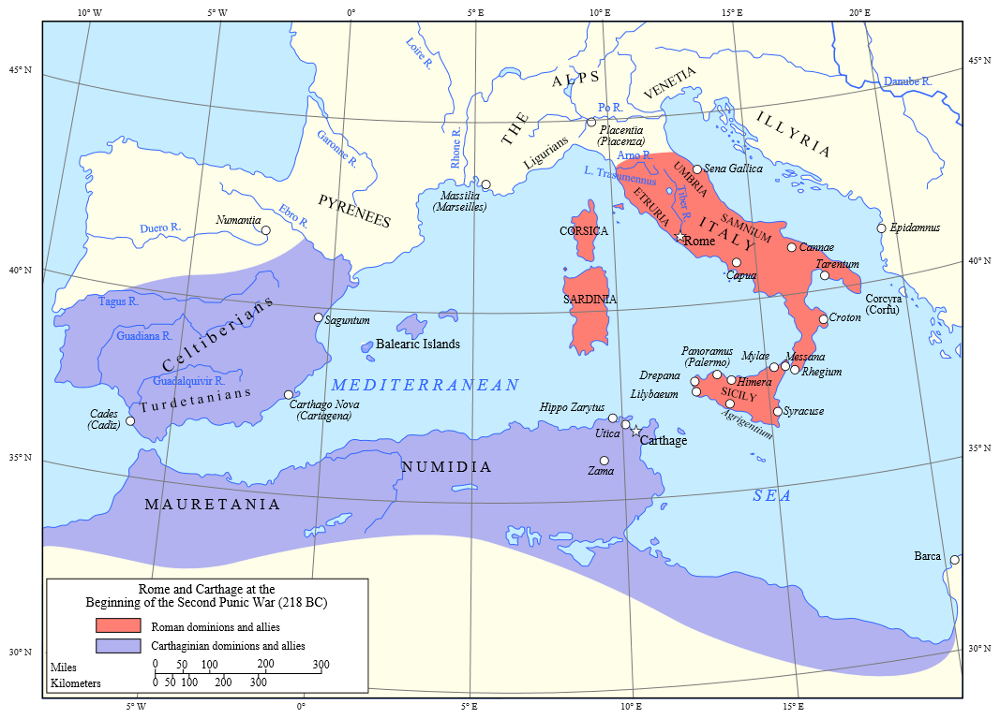 10° W
5° W
0°
5° E
10° E
15° E
20° E
45° N
45° N
40° N
40° N
35° N
35° N
30° N
30° N
5° W
0°
5° E
10° E
15° E
Loire R.
THE ALPS
VENETIA
Danube R.
ILLYRIA
Po R.
Placentia
(Piacenza)
Ligurians
Rhone R.
Garonne R.
Arno R.
L. Trasumennus
Sena Gallica
UMBRIA
ETRURIA
Tiber R.
Massilia
(Marseilles)
PYRENEES
Numantia
Ebro R.
Duero R.
SAMNIUM
ITALY
Rome
CORSICA
Epidamnus
Cannae
Capua
Tarentum
Tagus R.
Celtiberians
Saguntum
SARDINIA
Corcyra
(Corfu)
Croton
Guadiana R.
Balearic Islands
Panoramus
(Palermo)
Mylae
Messana
Rhegium
Drepana
Himera
Lilybaeum
SICILY
Guadalquivir R.
Turdetanians
MEDITERRANEAN
Carthago Nova
(Cartagena)
Cades
(Cadiz)
Hippo Zarytus
Agrigentium
Syracuse
Utica
Carthage
NUMIDIA
Zama
SEA
MAURETANIA
Barca
Rome and Carthage at the
Beginning of the Second Punic War (218 BC)
Roman dominions and allies
Carthaginian dominions and allies
Miles
0 50 100 200 300
Kilometers
0 50 100 200 300